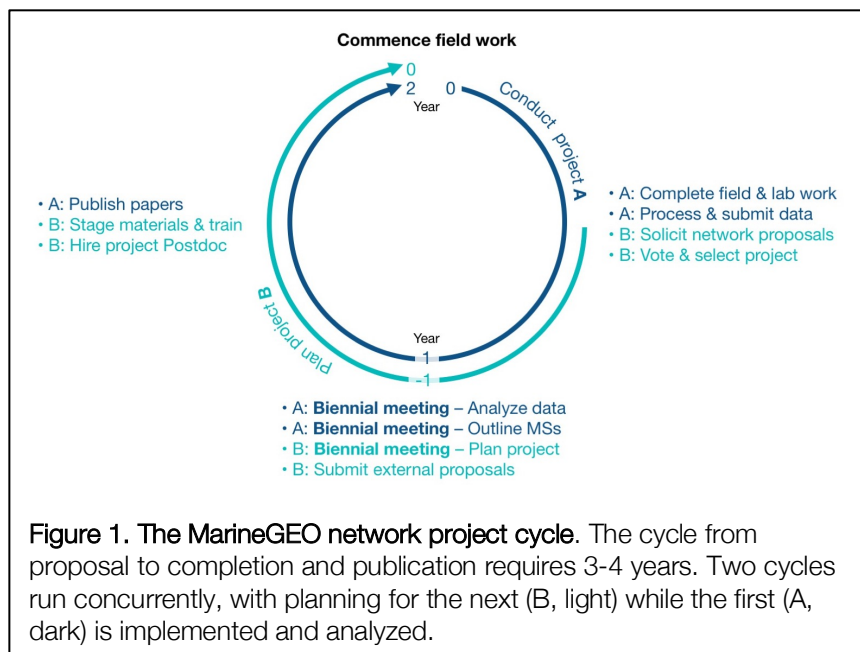 Commence field work
0
2 0
Year
Conduct project A
• A: Publish papers
• B: Stage materials & train
• B: Hire project Postdoc
• A: Complete field & lab work
• A: Process & submit data
• B: Solicit network proposals
• B: Vote & select project
Plan project B
Year
1
-1
• A: Biennial meeting – Analyze data
• A: Biennial meeting – Outline MSs
• B: Biennial meeting – Plan project
• B: Submit external proposals
Figure 1. The MarineGEO network project cycle. The cycle from
proposal to completion and publication requires 3-4 years. Two cycles
run concurrently, with planning for the next (B, light) while the first (A,
dark) is implemented and analyzed.